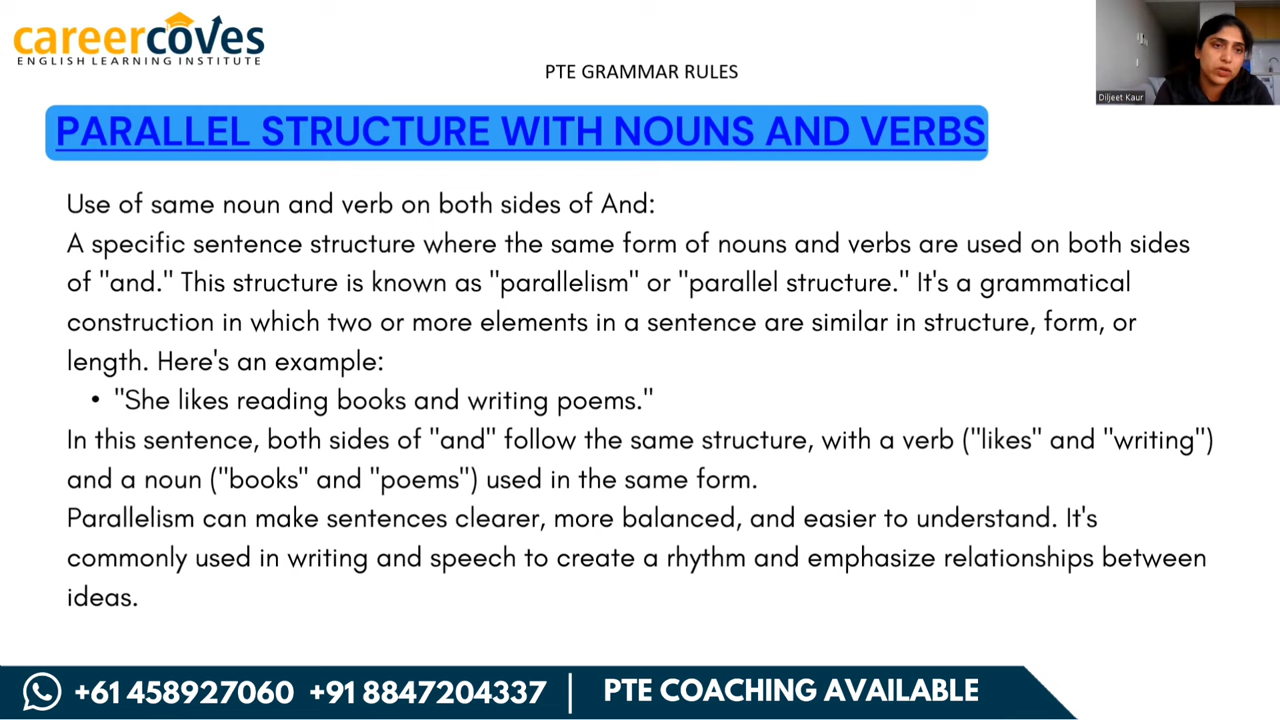 careercoves
ENGLISH LEARNING INSTITUTE
PTE GRAMMAR RULES
Diljeet Kaur
PARALLEL STRUCTURE WITH NOUNS AND VERBS
Use of same noun and verb on both sides of And:
A specific sentence structure where the same form of nouns and verbs are used on both sides
of "and." This structure is known as "parallelism" or "parallel structure." It's a grammatical
construction in which two or more elements in a sentence are similar in structure, form, or
length. Here's an example:
• "She likes reading books and writing poems."
In this sentence, both sides of "and" follow the same structure, with a verb ("likes" and "writing")
and a noun ("books" and "poems") used in the same form.
Parallelism can make sentences clearer, more balanced, and easier to understand. It's
commonly used in writing and speech to create a rhythm and emphasize relationships between
ideas.
+61 458927060 +91 8847204337 | PTE COACHING AVAILABLE